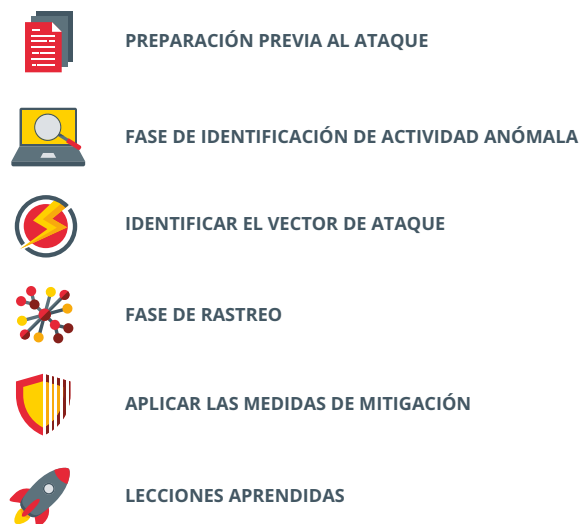 PREPARACIÓN PREVIA AL ATAQUE
FASE DE IDENTIFICACIÓN DE ACTIVIDAD ANÓMALA
IDENTIFICAR EL VECTOR DE ATAQUE
FASE DE RASTREO
APLICAR LAS MEDIDAS DE MITIGACIÓN
LECCIONES APRENDIDAS